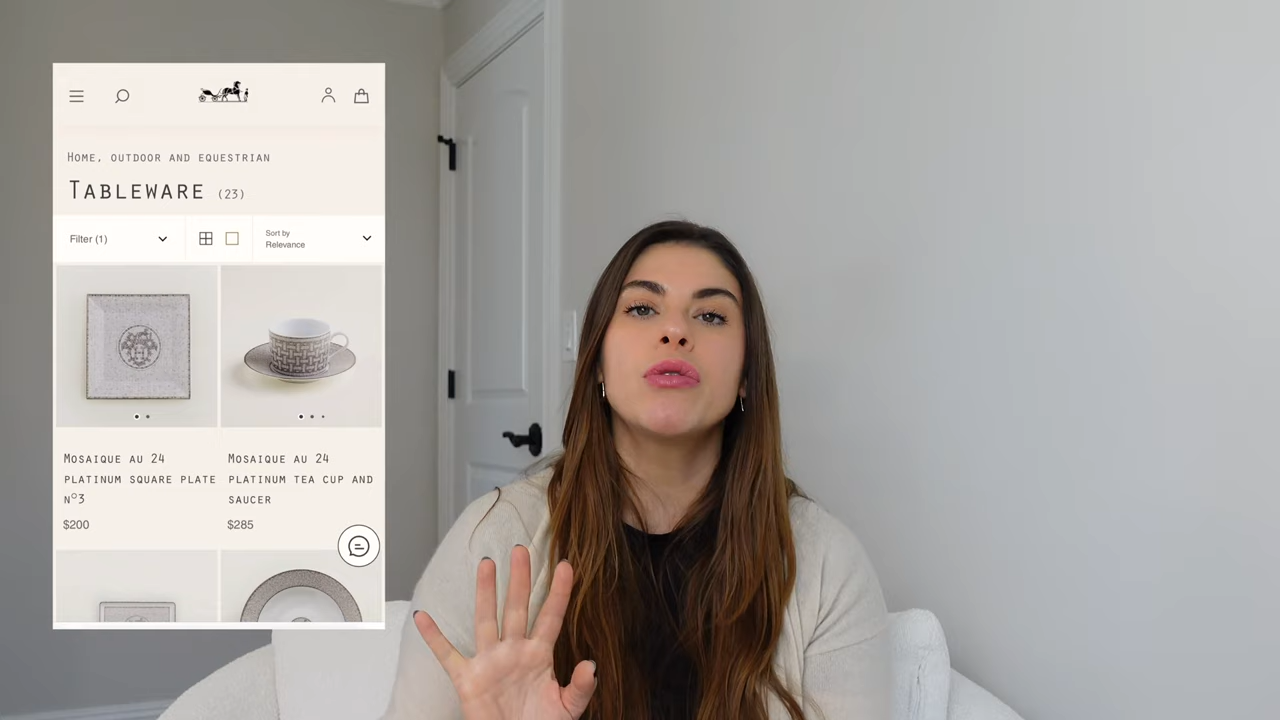 Home, outdoor and equestrian
Tableware (23)
Filter (1)
Sort by
Relevance
Mosaique au 24
platinum square plate
n°3
$200
Mosaique au 24
platinum tea cup and
saucer
$285